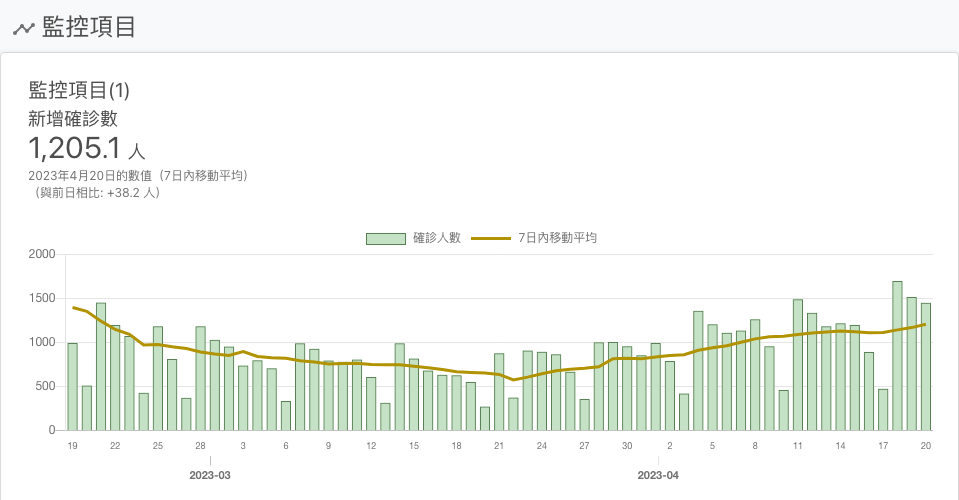 監控項目
監控項目(1)
新增確診數
1,205.1 人
2023年4月20日的數值（7日內移動平均）
（與前日相比: +38.2 人）
確診人數 7日內移動平均
2000
1500
1000
500
0
19 22 25 28 3 6 9 12 15 18 21 24 27 30 2 5 8 11 14 17 20
2023-03 2023-04